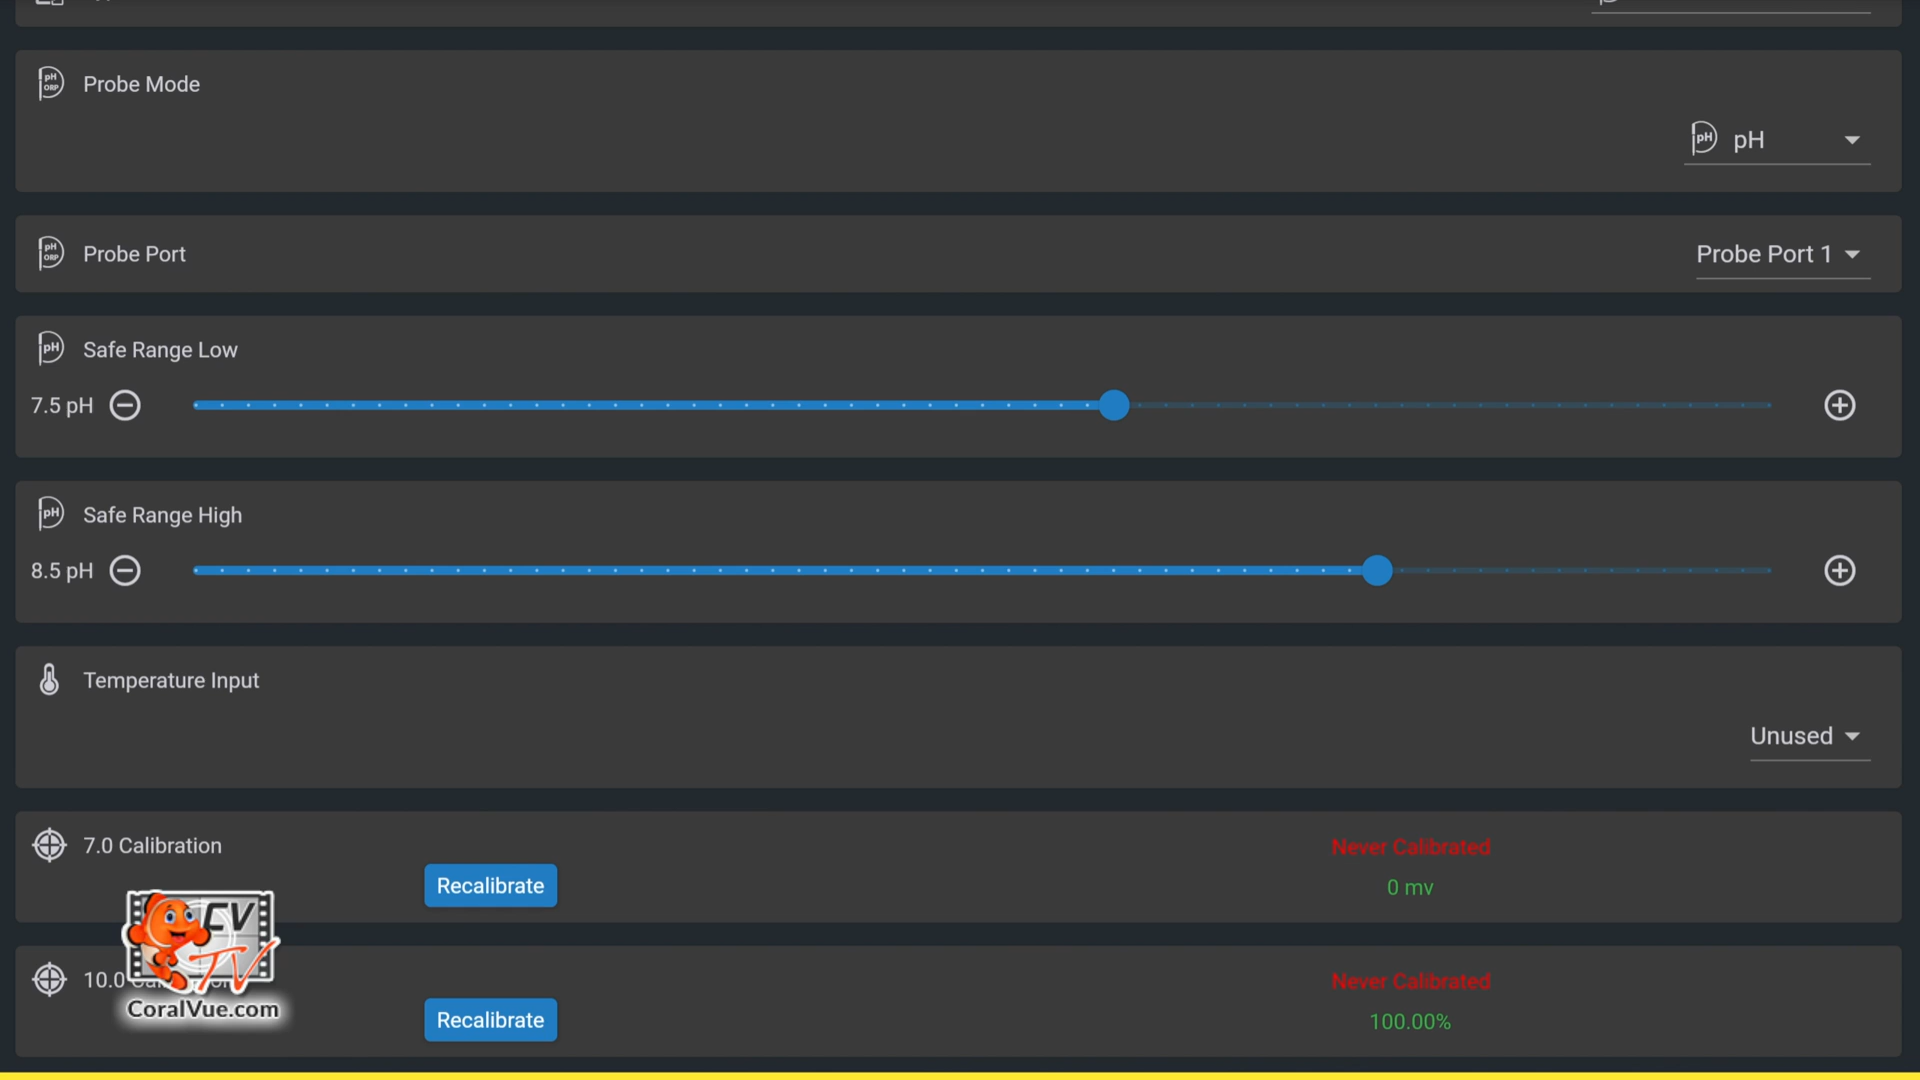 Probe Mode
pH
Probe Port
Probe Port 1
Safe Range Low
7.5 pH
Safe Range High
8.5 pH
Temperature Input
Unused
7.0 Calibration
Never Calibrated
Recalibrate
0 mv
10.0
Never Calibrated
Recalibrate
100.00%
CV
TV
CoralVue.com